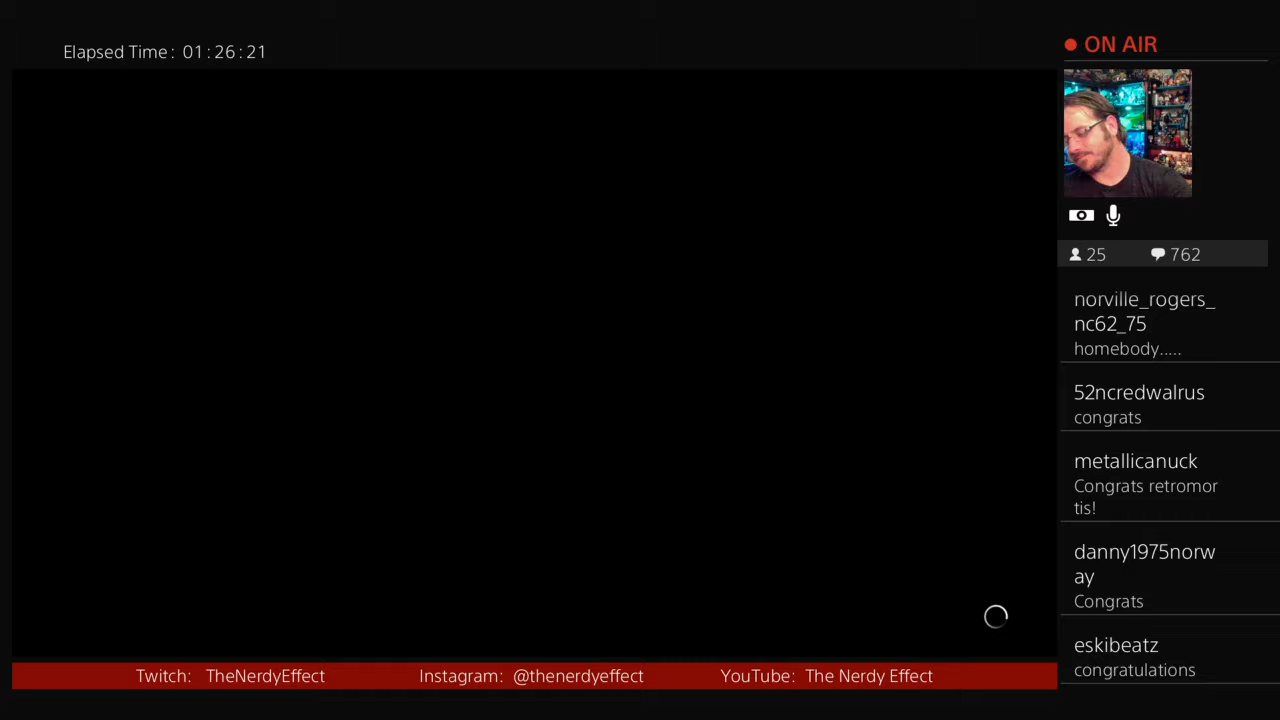 Elapsed Time: 01:26:21
ON AIR
25 762
norville_rogers_
nc62_75
homebody.....
52ncredwalrus
congrats
metallicanuck
Congrats retromor
tis!
danny1975norw
ay
Congrats
eskibeatz
congratulations
Twitch: TheNerdyEffect Instagram: @thenerdyeffect YouTube: The Nerdy Effect